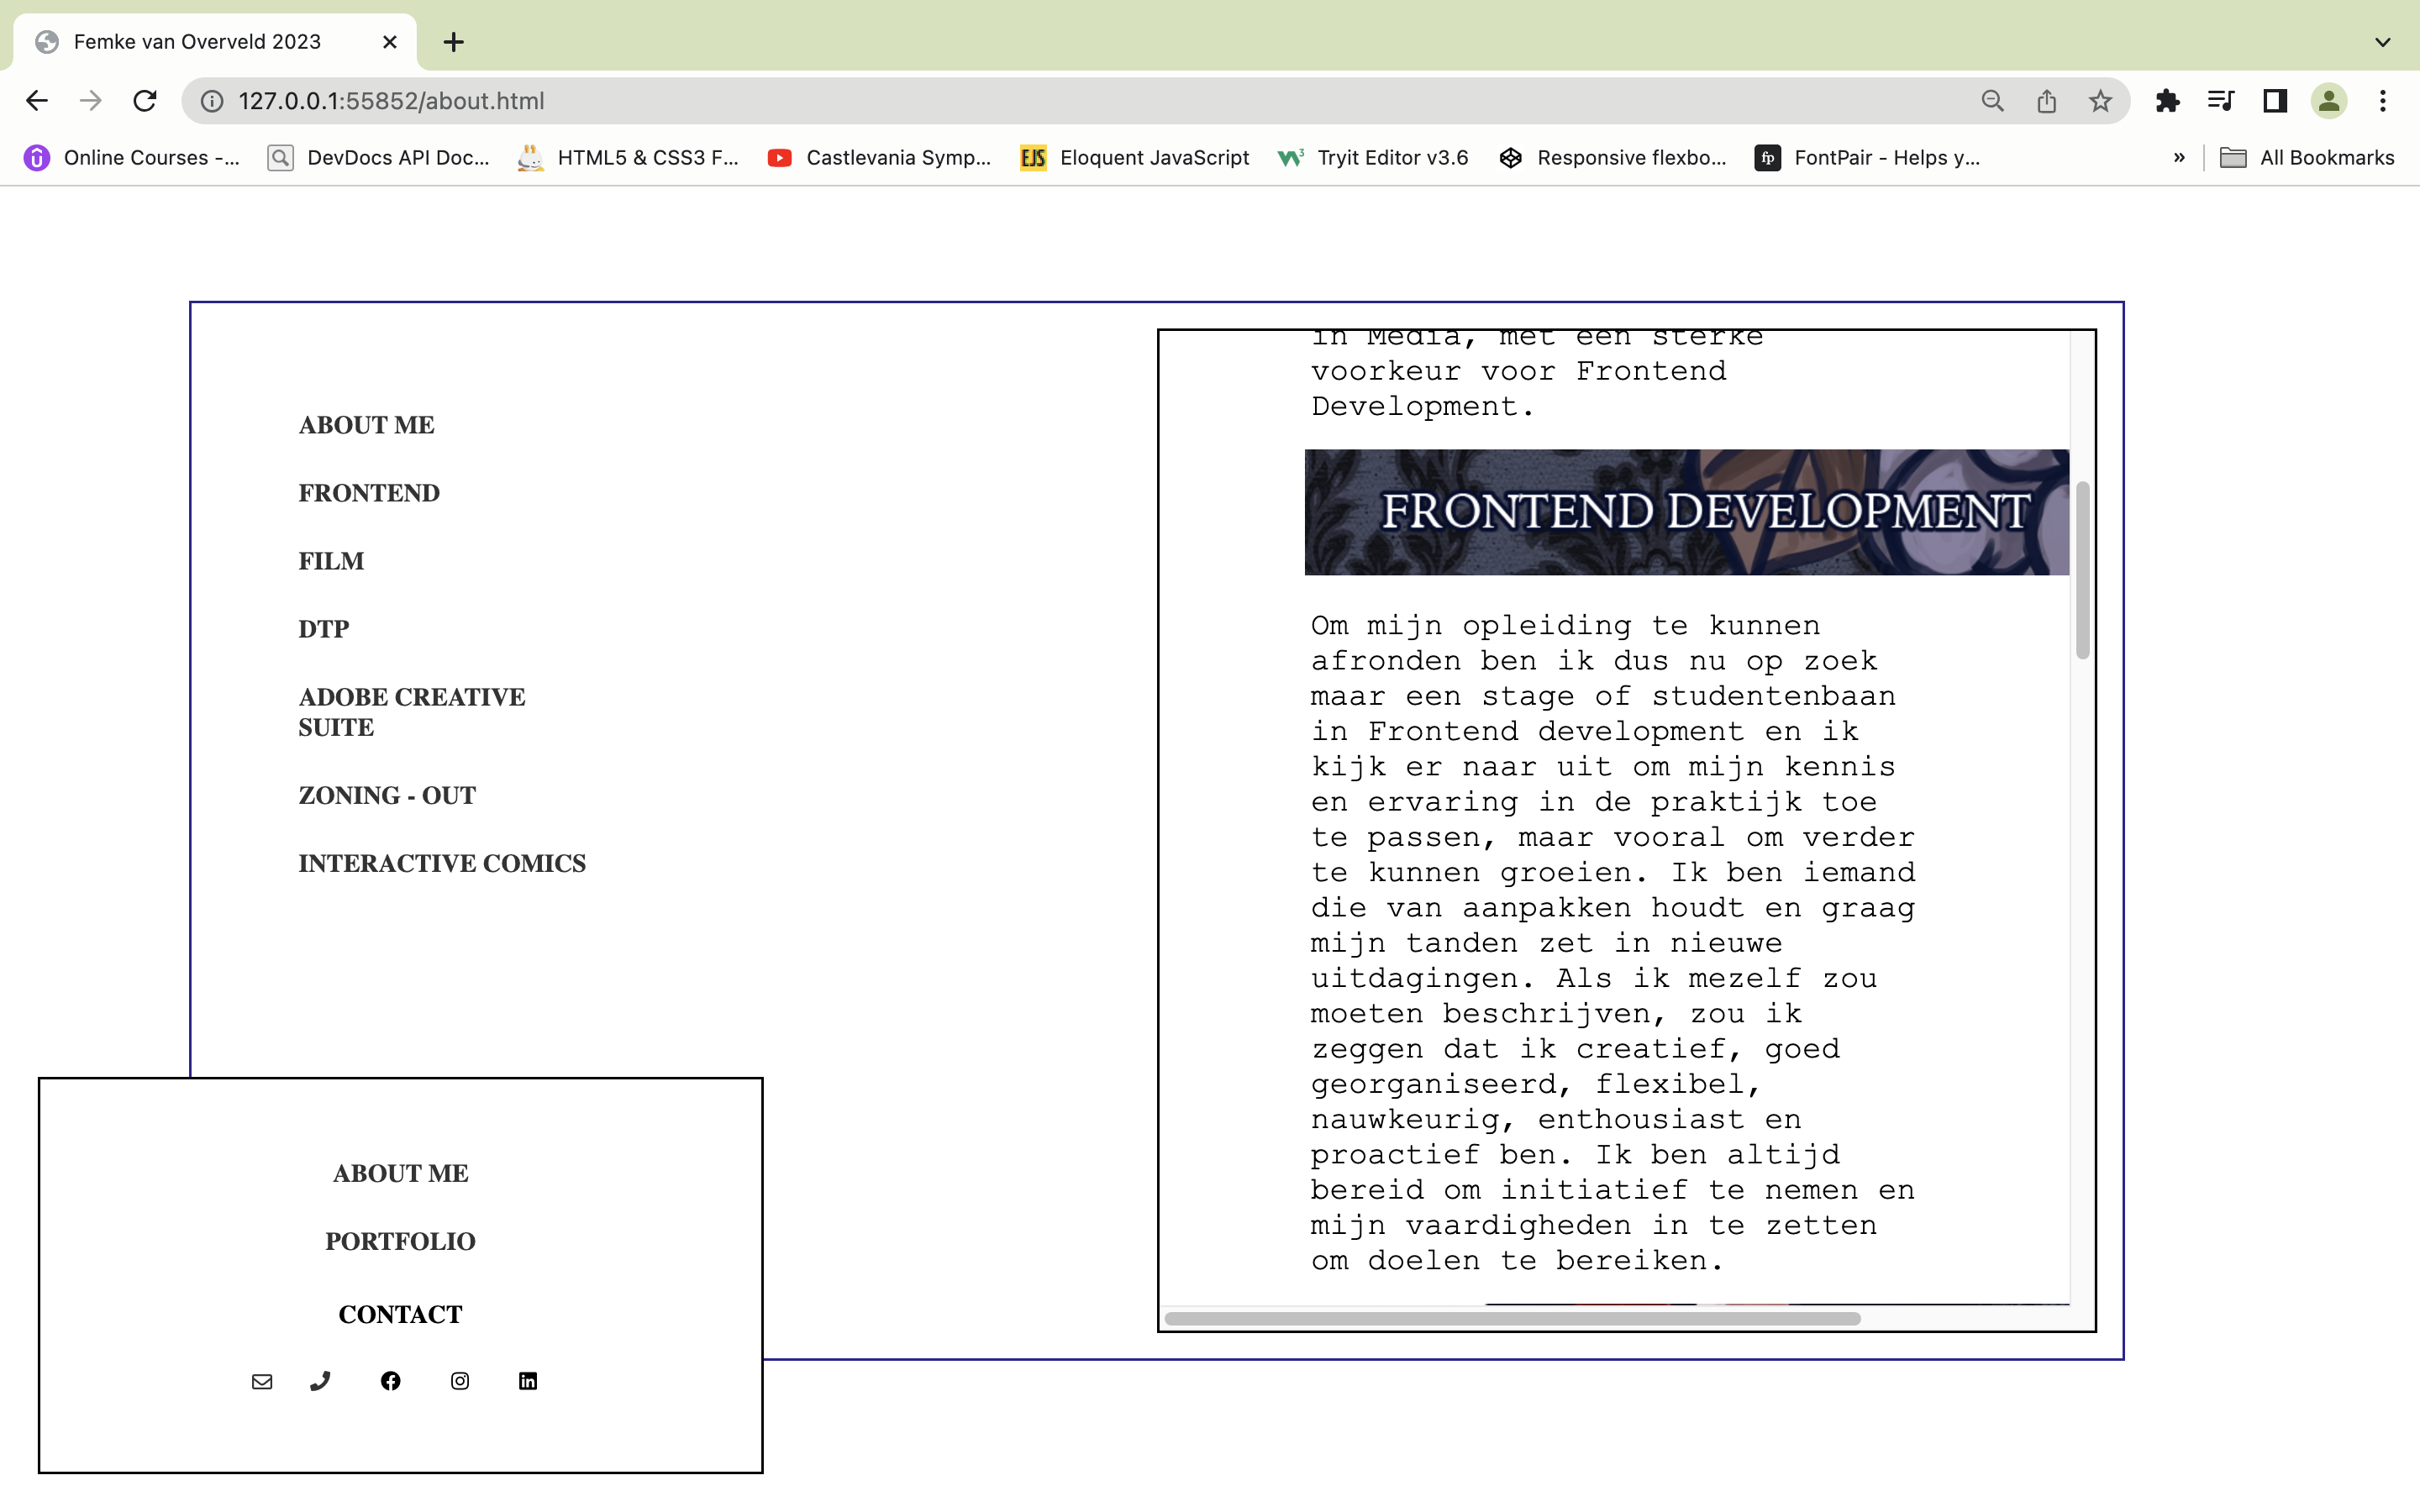 Femke van Overveld 2023
127.0.0.1:55852/about.html
Online Courses -...
DevDocs API Doc...
HTML5 & CSS3 F...
Castlevania Symp...
EJS
Eloquent JavaScript
Tryit Editor v3.6
Responsive flexbo...
fp
FontPair - Helps y...
»
All Bookmarks
ABOUT ME
FRONTEND
FILM
DTP
ADOBE CREATIVE
SUITE
ZONING - OUT
INTERACTIVE COMICS
in Media, met een sterke
voorkeur voor Frontend
Development.
FRONTEND DEVELOPMENT
Om mijn opleiding te kunnen
afronden ben ik dus nu op zoek
maar een stage of studentenbaan
in Frontend development en ik
kijk er naar uit om mijn kennis
en ervaring in de praktijk toe
te passen, maar vooral om verder
te kunnen groeien. Ik ben iemand
die van aanpakken houdt en graag
mijn tanden zet in nieuwe
uitdagingen. Als ik mezelf zou
moeten beschrijven, zou ik
zeggen dat ik creatief, goed
georganiseerd, flexibel,
nauwkeurig, enthousiast en
proactief ben. Ik ben altijd
bereid om initiatief te nemen en
mijn vaardigheden in te zetten
om doelen te bereiken.
ABOUT ME
PORTFOLIO
CONTACT